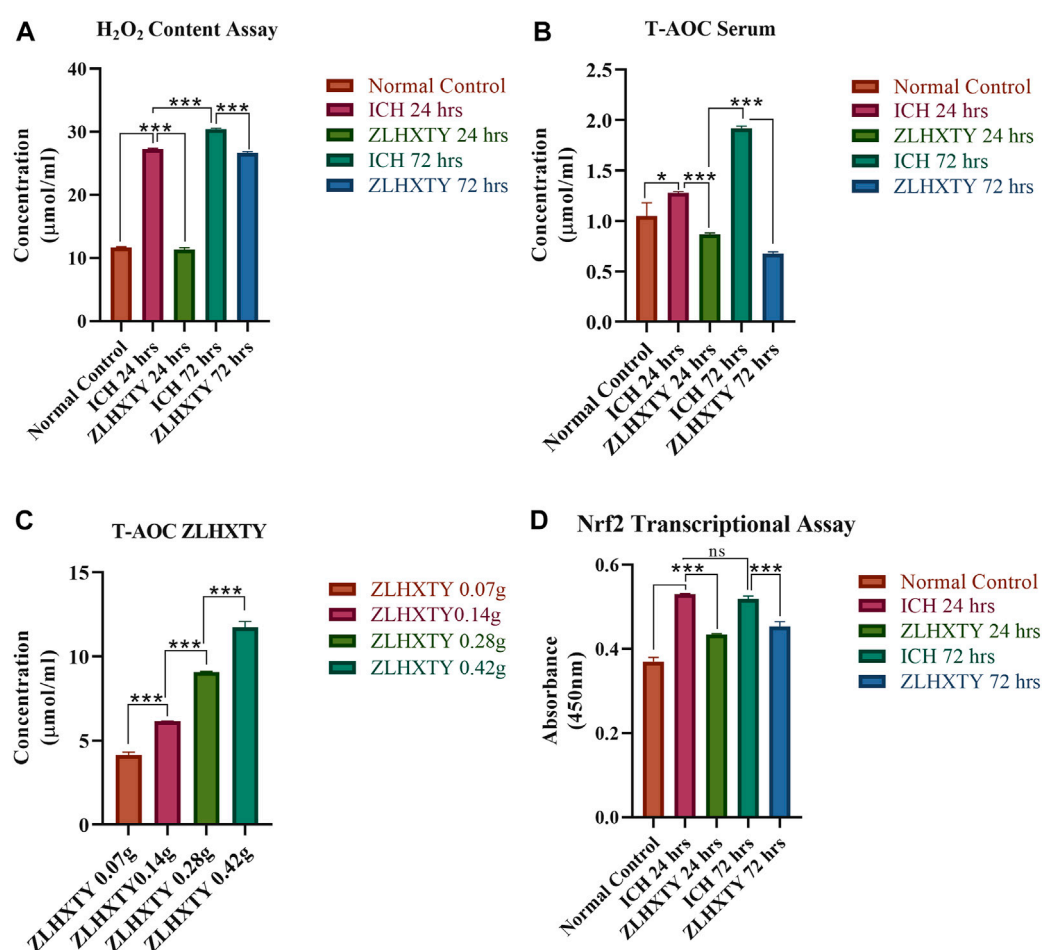 A
H₂O₂ Content Assay
Concentration
(μmol/ml)
40
30
20
10
0
***
***
***
***
Normal Control
ICH 24 hrs
ZLHXTY 24 hrs
ICH 72 hrs
ZLHXTY 72 hrs
Normal Control
ICH 24 hrs
ZLHXTY 24 hrs
ICH 72 hrs
ZLHXTY 72 hrs
B
T-AOC Serum
Concentration
(μmol/ml)
2.5
2.0
1.5
1.0
0.5
0.0
*
***
***
Normal Control
ICH 24 hrs
ZLHXTY 24 hrs
ICH 72 hrs
ZLHXTY 72 hrs
Normal Control
ICH 24 hrs
ZLHXTY 24 hrs
ICH 72 hrs
ZLHXTY 72 hrs
C
T-AOC ZLHXTY
Concentration
(μmol/ml)
15
10
5
0
***
***
***
ZLHXTY 0.07g
ZLHXTY0.14g
ZLHXTY 0.28g
ZLHXTY 0.42g
ZLHXTY 0.07g
ZLHXTY0.14g
ZLHXTY 0.28g
ZLHXTY 0.42g
D
Nrf2 Transcriptional Assay
Absorbance
(450nm)
0.6
0.4
0.2
0.0
ns
***
***
Normal Control
ICH 24 hrs
ZLHXTY 24 hrs
ICH 72 hrs
ZLHXTY 72 hrs
Normal Control
ICH 24 hrs
ZLHXTY 24 hrs
ICH 72 hrs
ZLHXTY 72 hrs